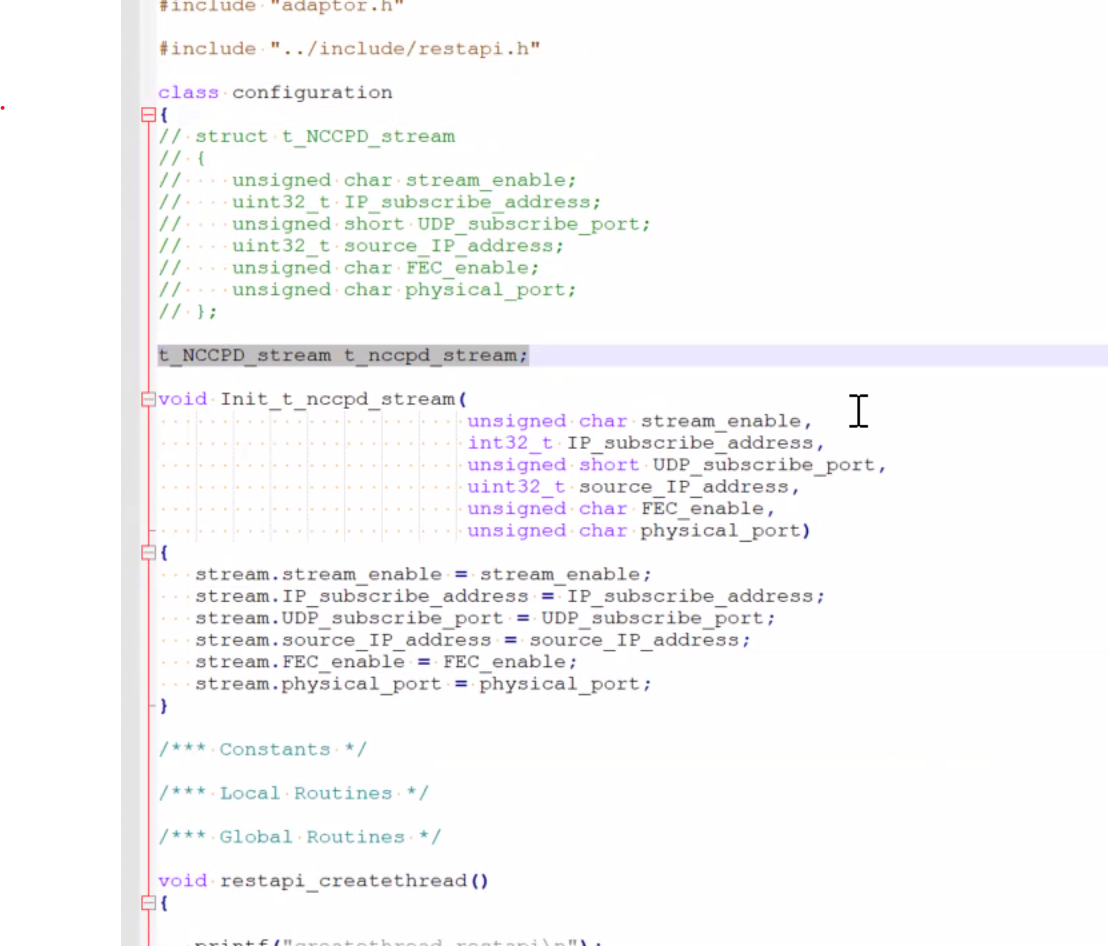 #include "adaptor.h"
#include "../include/restapi.h"
class configuration
{
// struct t_NCCPD_stream
// {
//     unsigned char stream_enable;
//     uint32_t IP_subscribe_address;
//     unsigned short UDP_subscribe_port;
//     uint32_t source_IP_address;
//     unsigned char FEC_enable;
//     unsigned char physical_port;
// };
t_NCCPD_stream t_nccpd_stream;
void Init_t_nccpd_stream(
                         unsigned char stream_enable,
                         int32_t IP_subscribe_address,
                         unsigned short UDP_subscribe_port,
                         uint32_t source_IP_address,
                         unsigned char FEC_enable,
                         unsigned char physical_port)
{
   stream.stream_enable = stream_enable;
   stream.IP_subscribe_address = IP_subscribe_address;
   stream.UDP_subscribe_port = UDP_subscribe_port;
   stream.source_IP_address = source_IP_address;
   stream.FEC_enable = FEC_enable;
   stream.physical_port = physical_port;
}
/*** Constants */
/*** Local Routines */
/*** Global Routines */
void restapi_createthread()
{
   printf("createthread restapi\n");